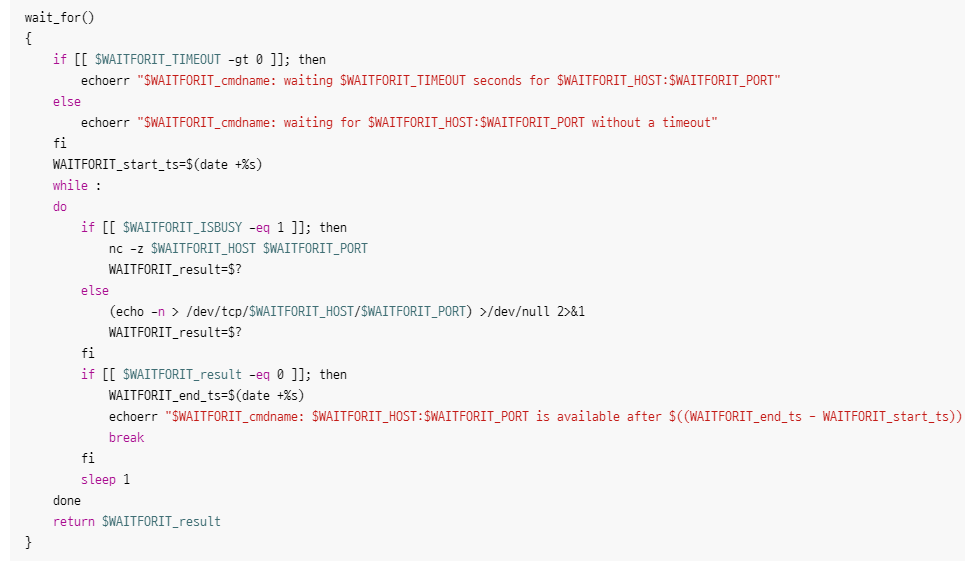 wait_for()
{
    if [[ $WAITFORIT_TIMEOUT -gt 0 ]]; then
        echoerr "$WAITFORIT_cmdname: waiting $WAITFORIT_TIMEOUT seconds for $WAITFORIT_HOST:$WAITFORIT_PORT"
    else
        echoerr "$WAITFORIT_cmdname: waiting for $WAITFORIT_HOST:$WAITFORIT_PORT without a timeout"
    fi
    WAITFORIT_start_ts=$(date +%s)
    while :
    do
        if [[ $WAITFORIT_ISBUSY -eq 1 ]]; then
            nc -z $WAITFORIT_HOST $WAITFORIT_PORT
            WAITFORIT_result=$?
        else
            (echo -n > /dev/tcp/$WAITFORIT_HOST/$WAITFORIT_PORT) >/dev/null 2>&1
            WAITFORIT_result=$?
        fi
        if [[ $WAITFORIT_result -eq 0 ]]; then
            WAITFORIT_end_ts=$(date +%s)
            echoerr "$WAITFORIT_cmdname: $WAITFORIT_HOST:$WAITFORIT_PORT is available after $((WAITFORIT_end_ts - WAITFORIT_start_ts))
            break
        fi
        sleep 1
    done
    return $WAITFORIT_result
}